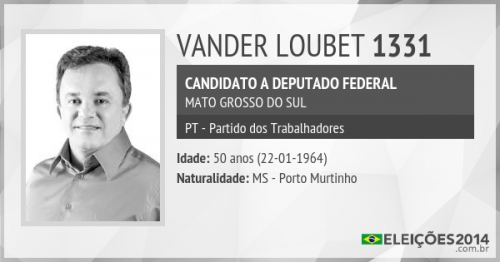 VANDER LOUBET 1331
CANDIDATO A DEPUTADO FEDERAL
MATO GROSSO DO SUL
PT - Partido dos Trabalhadores
Idade: 50 anos (22-01-1964)
Naturalidade: MS - Porto Murtinho
ELEIÇÕES2014
.com.br